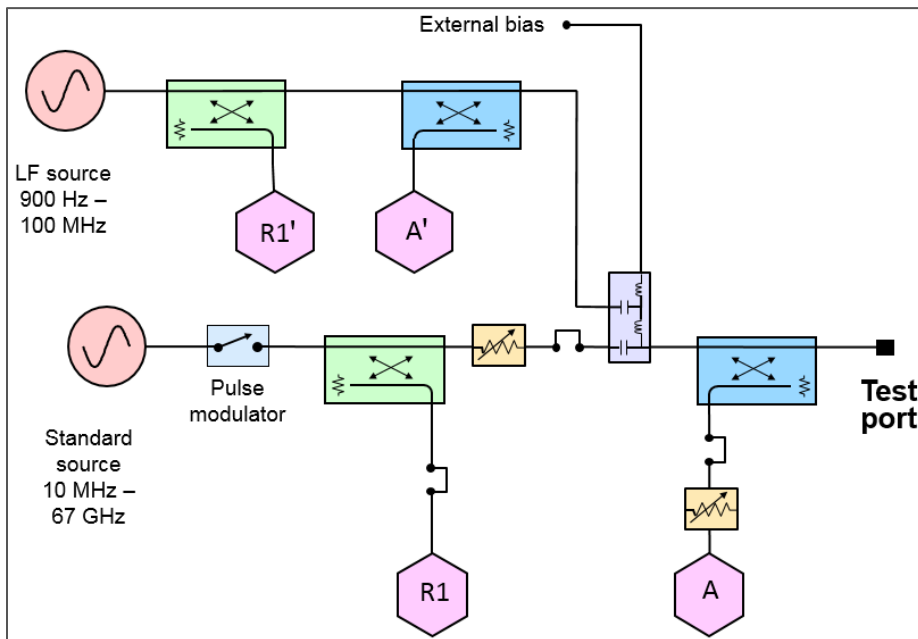 External bias
LF source
900 Hz –
100 MHz
R1'
A'
Pulse
modulator
Standard
source
10 MHz –
67 GHz
R1
A
Test
port